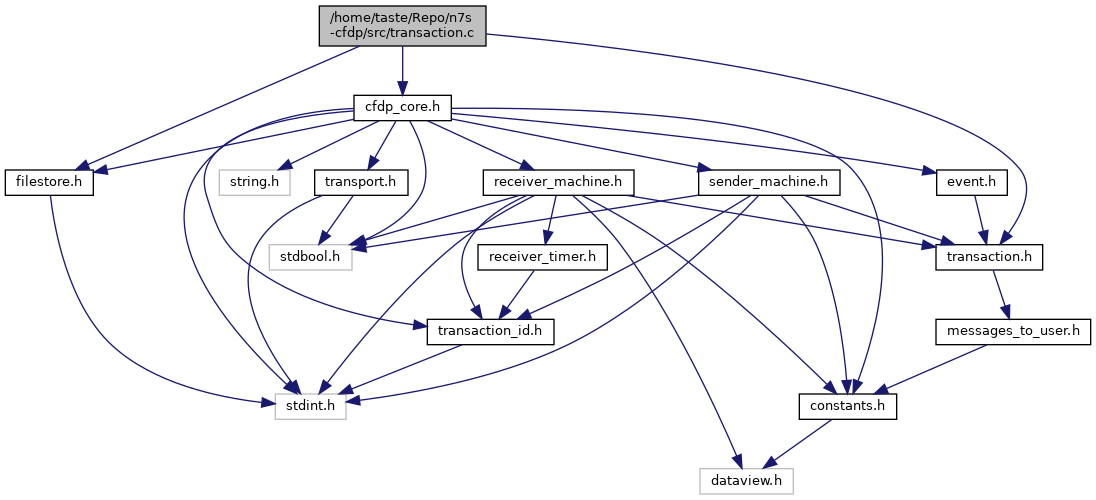 /home/taste/Repo/n7s
-cfdp/src/transaction.c
cfdp_core.h
filestore.h
string.h
transport.h
receiver_machine.h
sender_machine.h
event.h
stdbool.h
receiver_timer.h
transaction.h
transaction_id.h
messages_to_user.h
stdint.h
constants.h
dataview.h